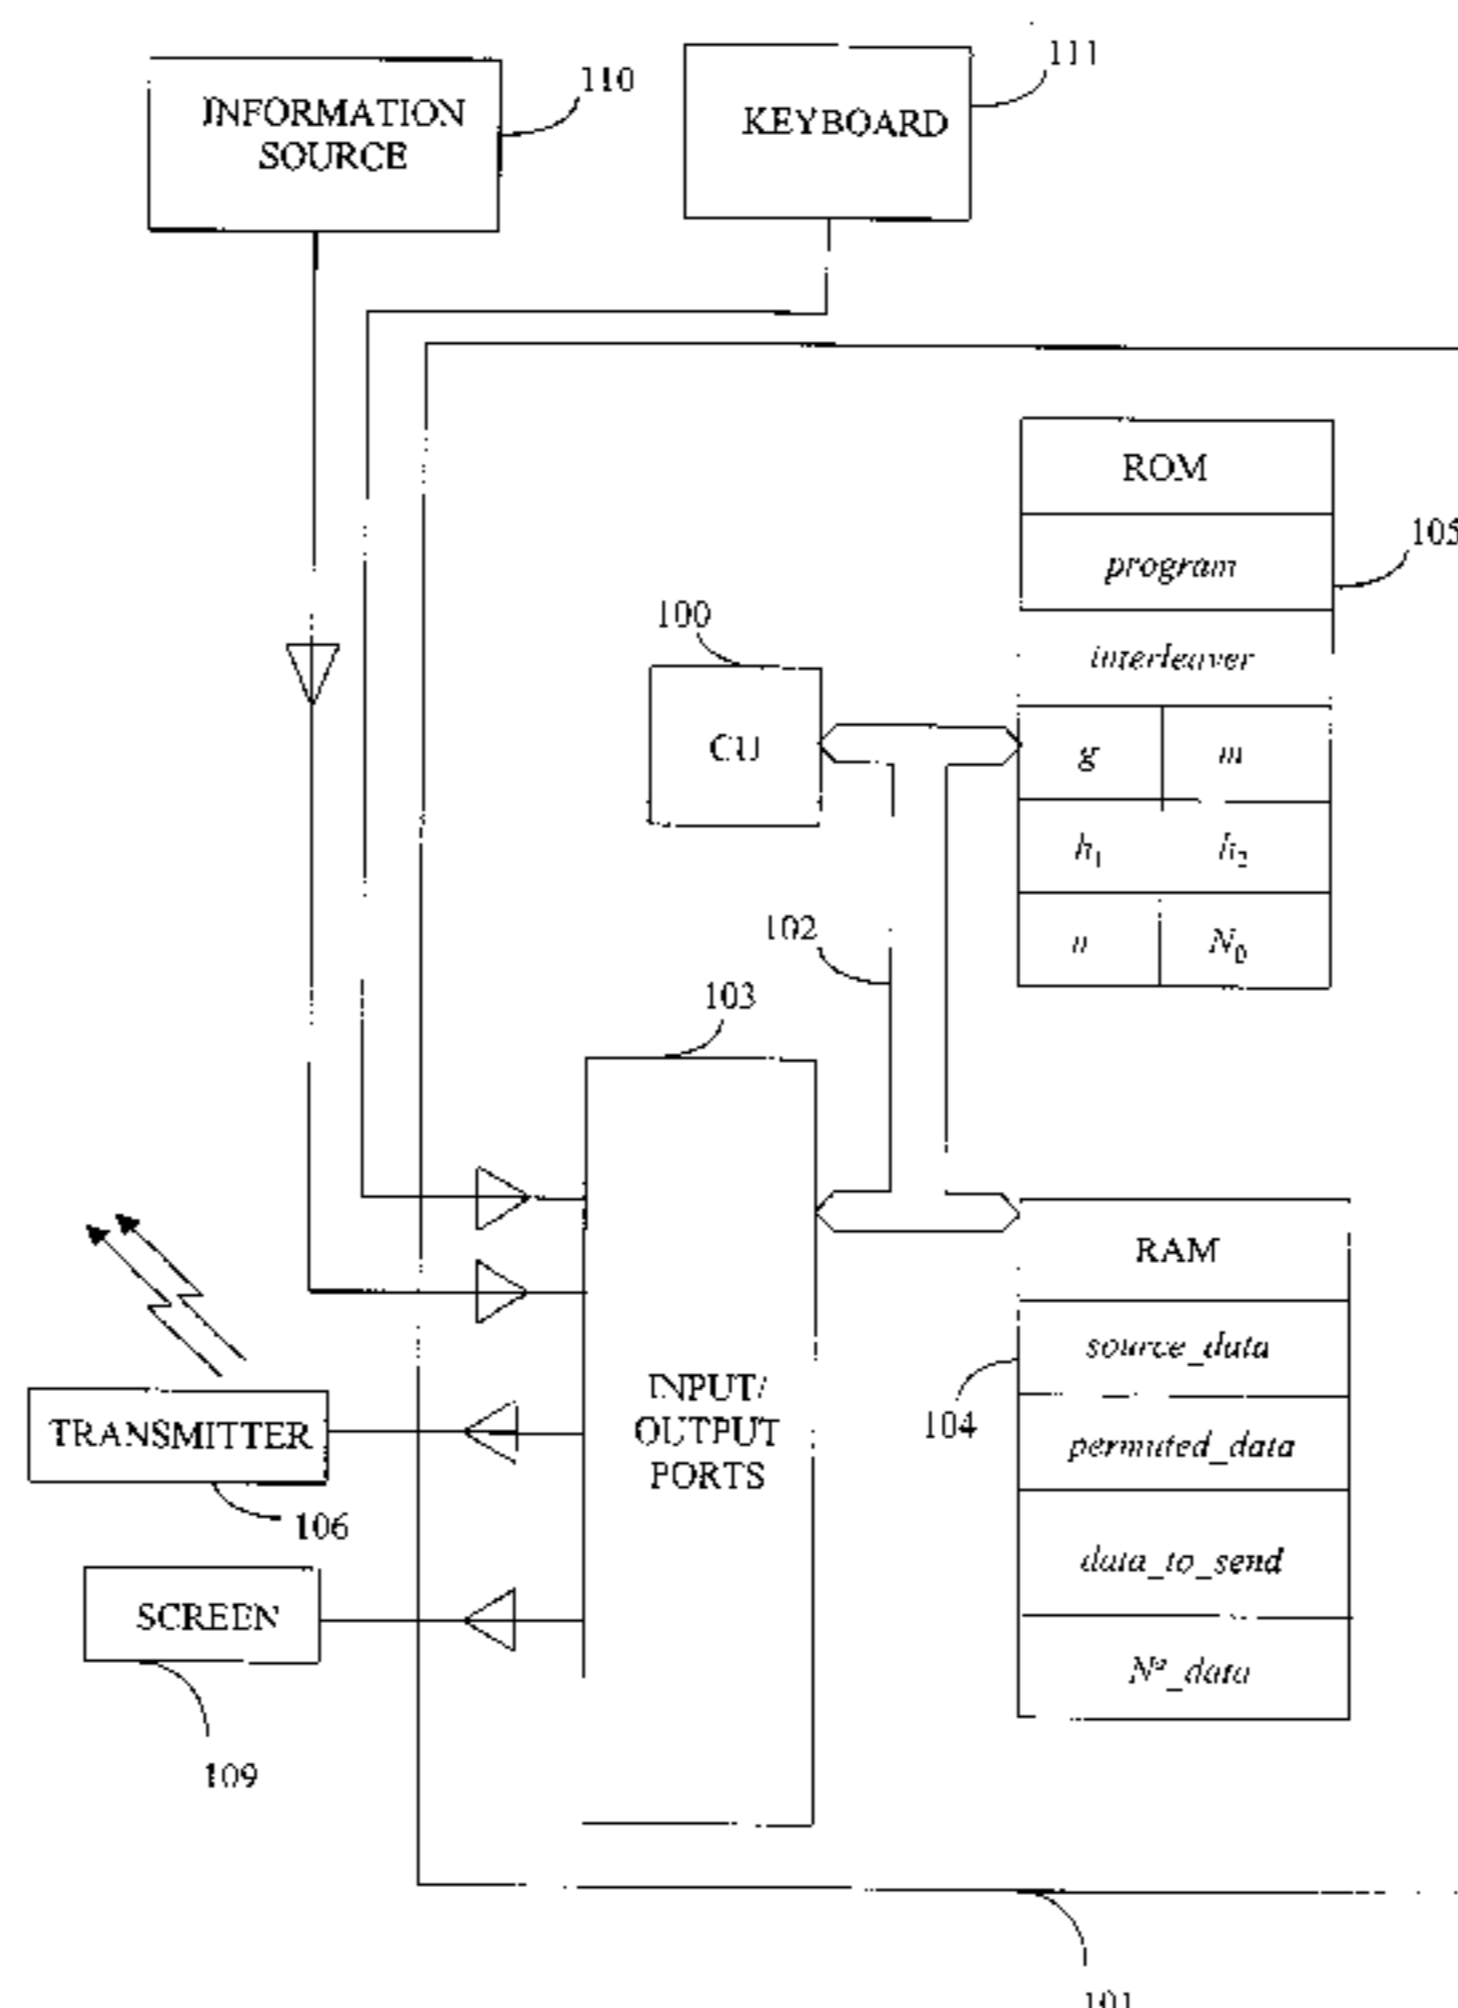 110
111
INFORMATION
SOURCE
KEYBOARD
ROM
program
105
interleaver
100
CU
g m
h₁ h₂
n N₀
102
103
RAM
source_data
104
permuted_data
data_to_send
Nº_data
INPUT/
OUTPUT
PORTS
TRANSMITTER
106
SCREEN
109
101